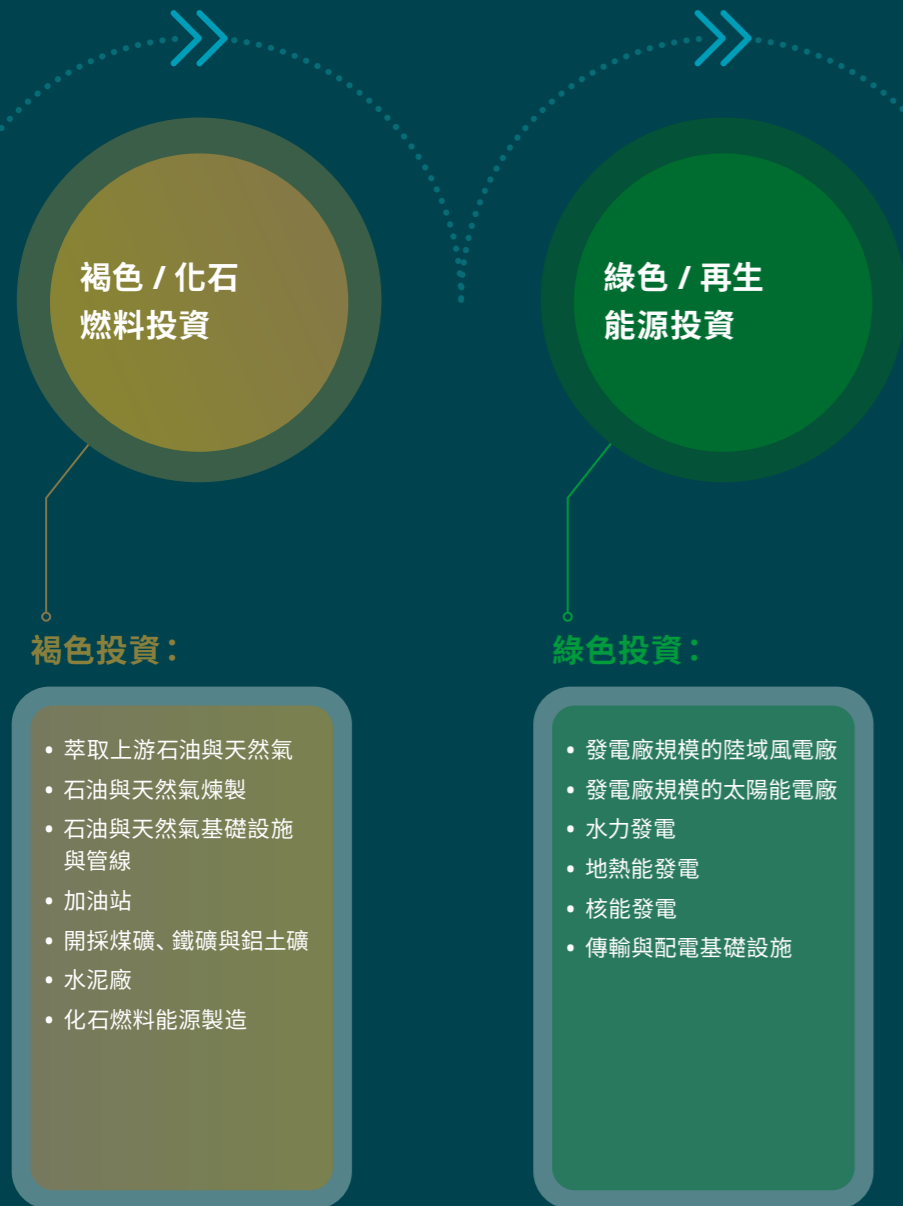 褐色 / 化石
燃料投資
褐色投資：
• 萃取上游石油與天然氣
• 石油與天然氣煉製
• 石油與天然氣基礎設施
與管線
• 加油站
• 開採煤礦、鐵礦與鋁土礦
• 水泥廠
• 化石燃料能源製造
綠色 / 再生
能源投資
綠色投資：
• 發電廠規模的陸域風電廠
• 發電廠規模的太陽能電廠
• 水力發電
• 地熱能發電
• 核能發電
• 傳輸與配電基礎設施